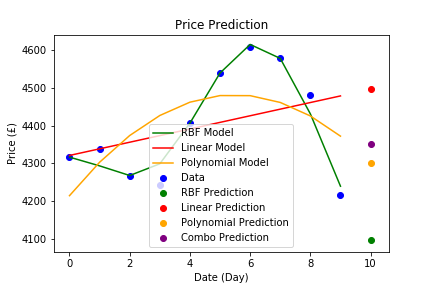 Price Prediction
4600
4500
4400
4300
4200
4100
Price (£)
RBF Model
Linear Model
Polynomial Model
Data
RBF Prediction
Linear Prediction
Polynomial Prediction
Combo Prediction
0 2 4 6 8 10
Date (Day)